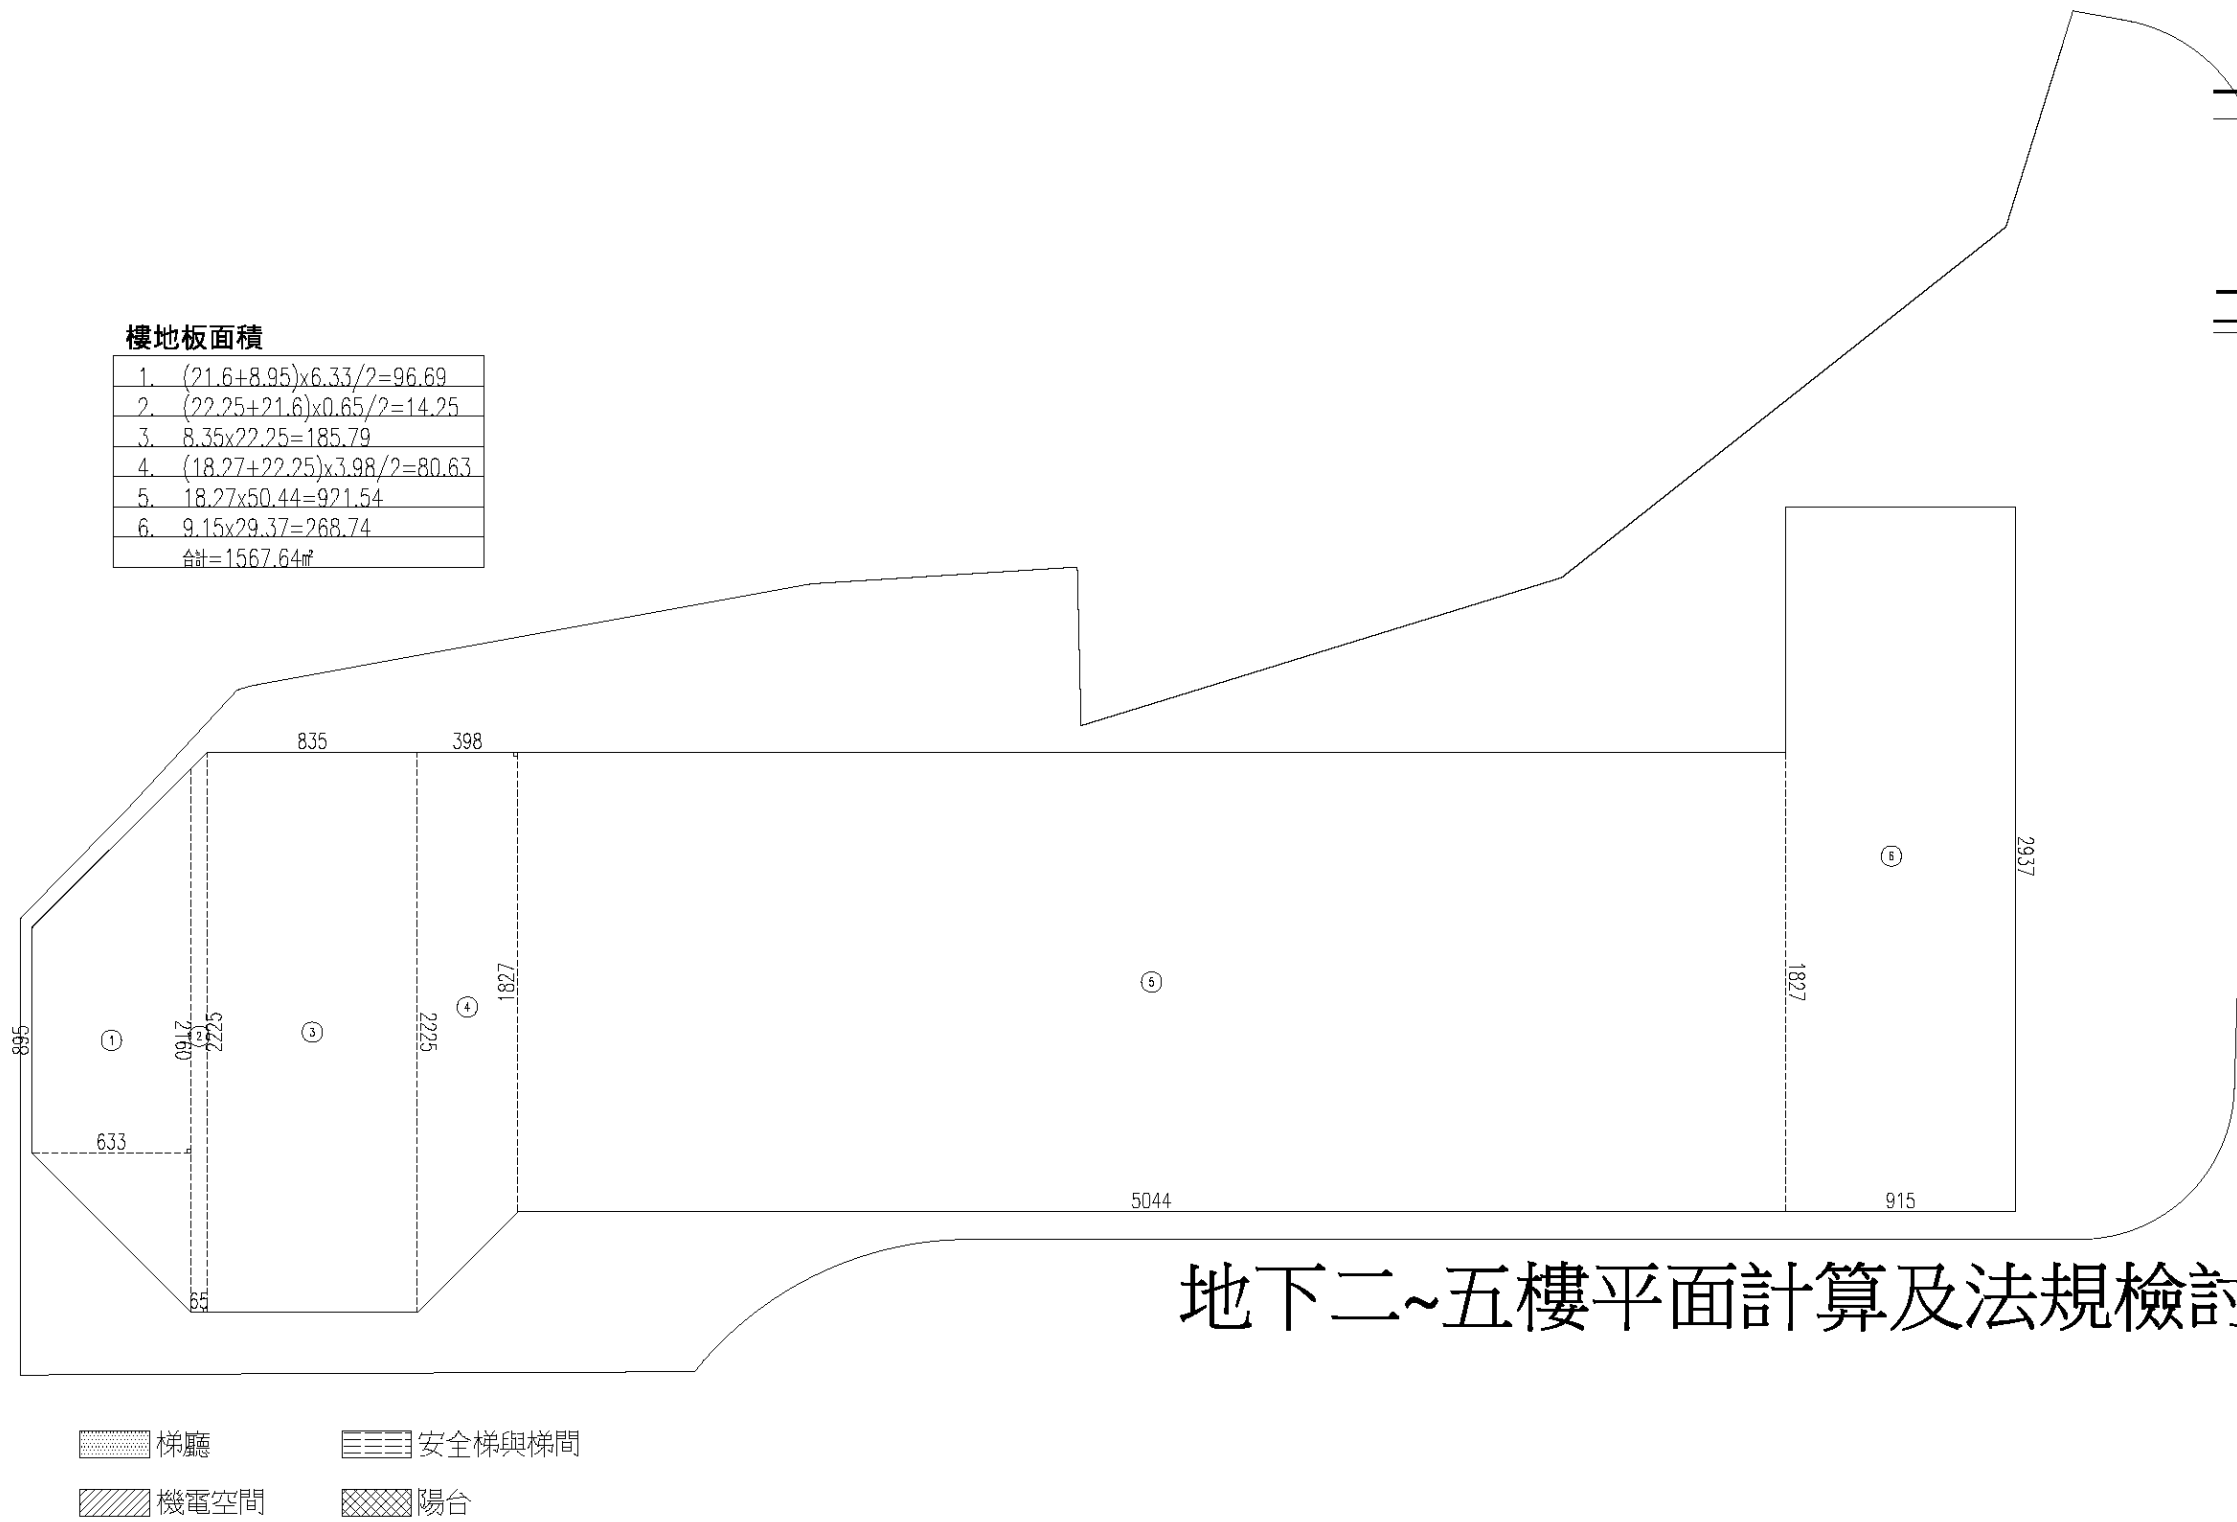 樓地板面積
1. (21.6+8.95)x6.33/2=96.69
2. (22.25+21.6)x0.65/2=14.25
3. 8.35x22.25=185.79
4. (18.27+22.25)x3.98/2=80.63
5. 18.27x50.44=921.54
6. 9.15x29.37=268.74
合計=1567.64㎡
835
398
2937
6
1827
1827
5
4
895
1
2160
2
2225
3
2225
633
5044
915
65
地下二~五樓平面計算及法規檢討
梯廳
安全梯與梯間
機電空間
陽台